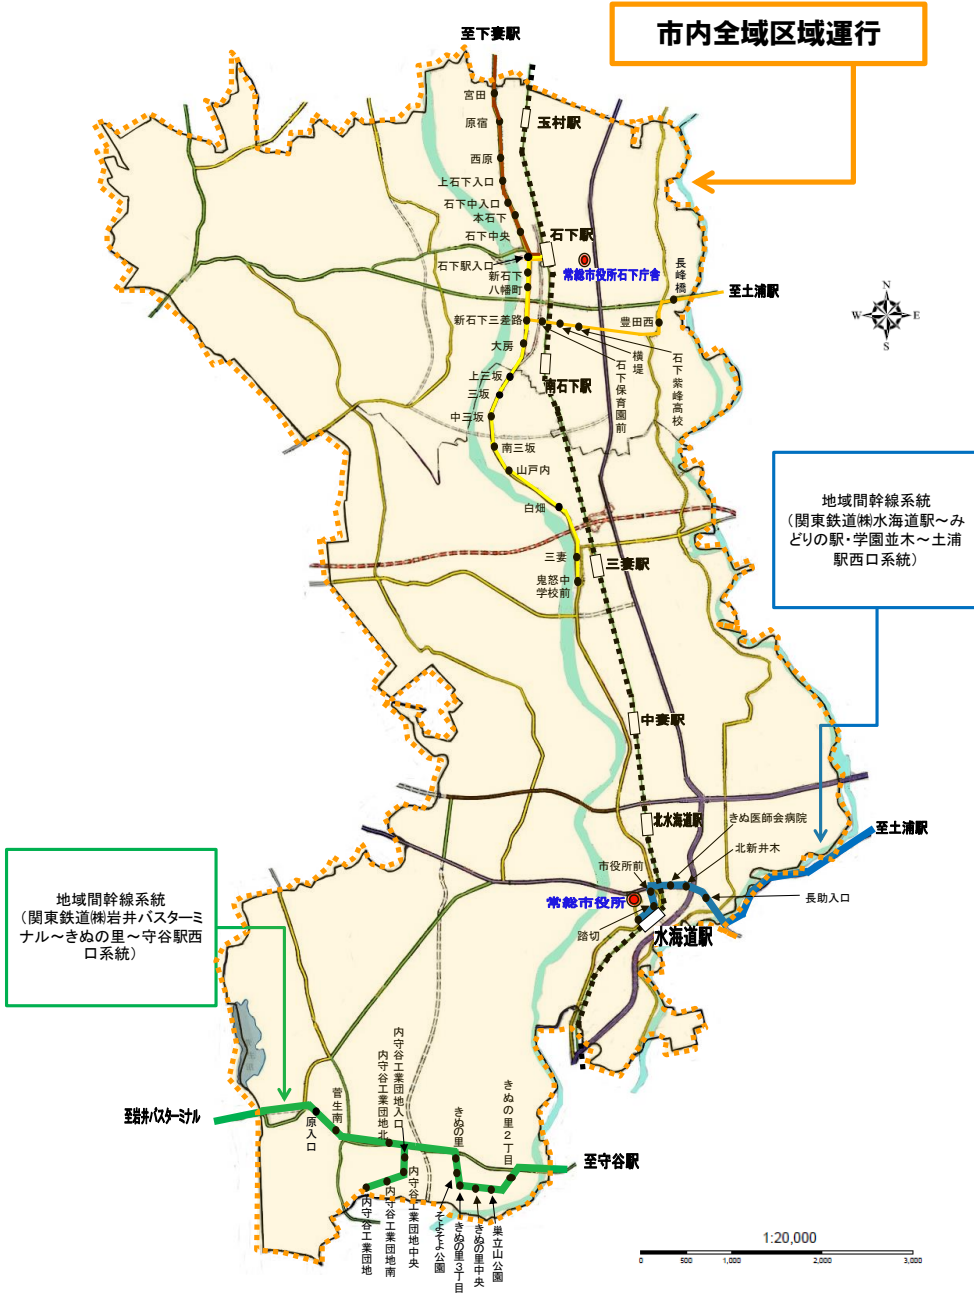 市内全域区域運行
至下妻駅
宮田
原宿
玉村駅
西原
上石下入口
石下中入口
本石下
石下中央
石下駅
石下駅入口
常総市役所石下庁舎
新石下
八幡町
長峰橋
至土浦駅
新石下三差路
豊田西
大房
横堤
石下保育園前
石下紫峰高校
上三坂
南石下駅
三坂
中三坂
南三坂
山戸内
白畑
三妻
三妻駅
鬼怒中
学校前
N
W
E
S
地域間幹線系統
（関東鉄道㈱水海道駅～み
どりの駅・学園並木～土浦
駅西口系統）
中妻駅
北水海道駅
きぬ医師会病院
至土浦駅
北新井木
市役所前
長助入口
常総市役所
踏切
水海道駅
地域間幹線系統
（関東鉄道㈱岩井バスターミ
ナル～きぬの里～守谷駅西
口系統）
至岩井バスターミナル
原入口
菅生南
内守谷工業団地北
内守谷工業団地入口
きぬの里
きぬの里２丁目
至守谷駅
内守谷工業団地
内守谷工業団地南
内守谷工業団地中央
そよそよ公園
きぬの里３丁目
きぬの里中央
巣立山公園
1:20,000
0
500
1,000
2,000
3,000